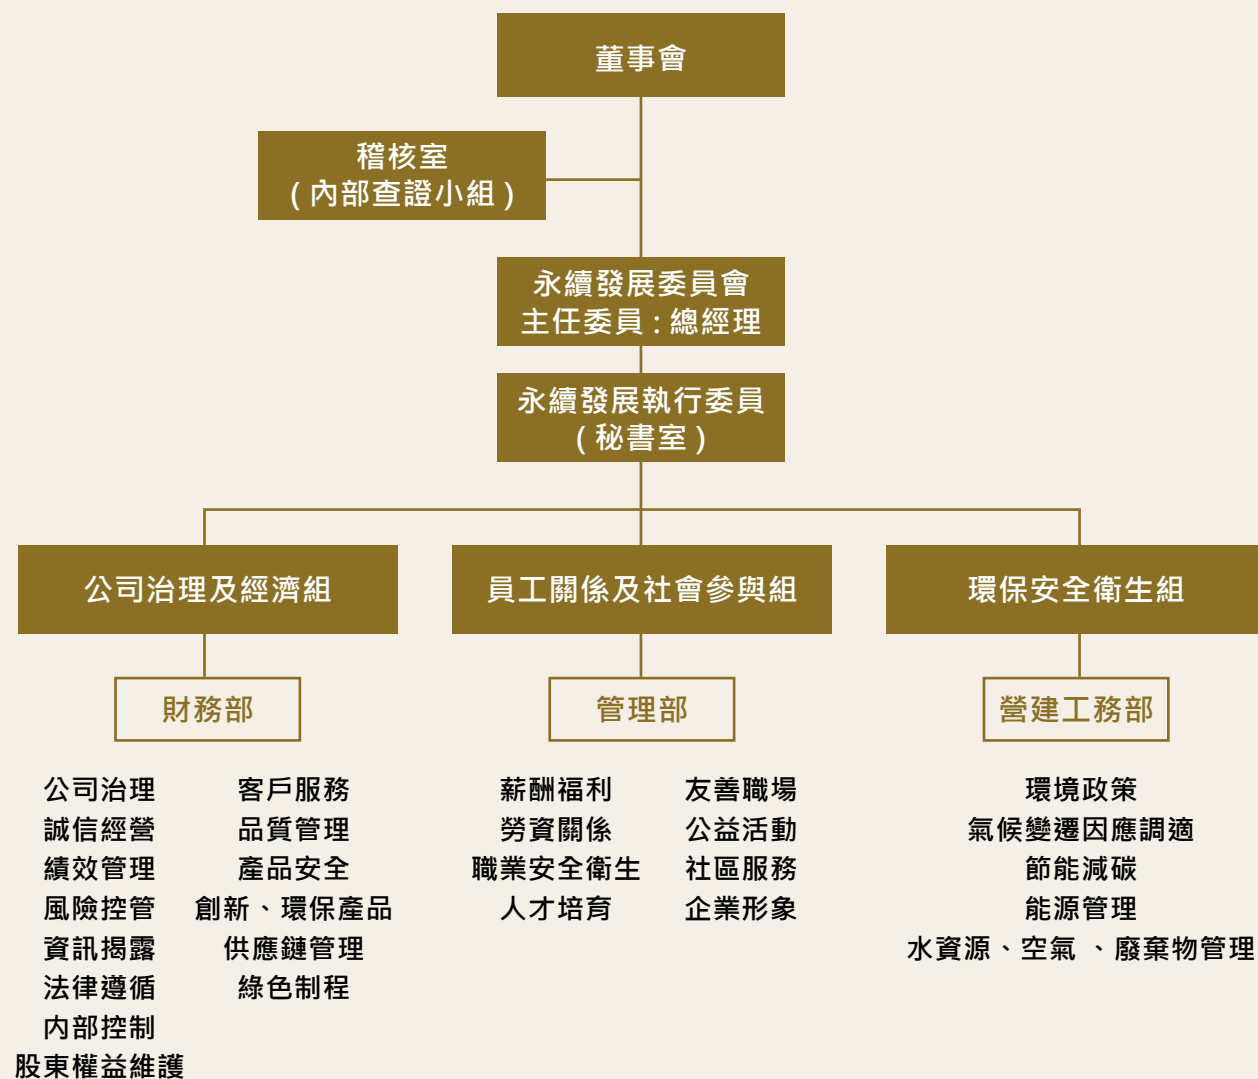 董事會
稽核室
(內部查證小組)
永續發展委員會
主任委員:總經理
永續發展執行委員
(秘書室)
公司治理及經濟組
員工關係及社會參與組
環保安全衛生組
財務部
管理部
營建工務部
公司治理
誠信經營
績效管理
風險控管
資訊揭露
法律遵循
內部控制
股東權益維護
客戶服務
品質管理
產品安全
創新、環保產品
供應鏈管理
綠色制程
薪酬福利
勞資關係
職業安全衛生
人才培育
友善職場
公益活動
社區服務
企業形象
環境政策
氣候變遷因應調適
節能減碳
能源管理
水資源、空氣 、廢棄物管理